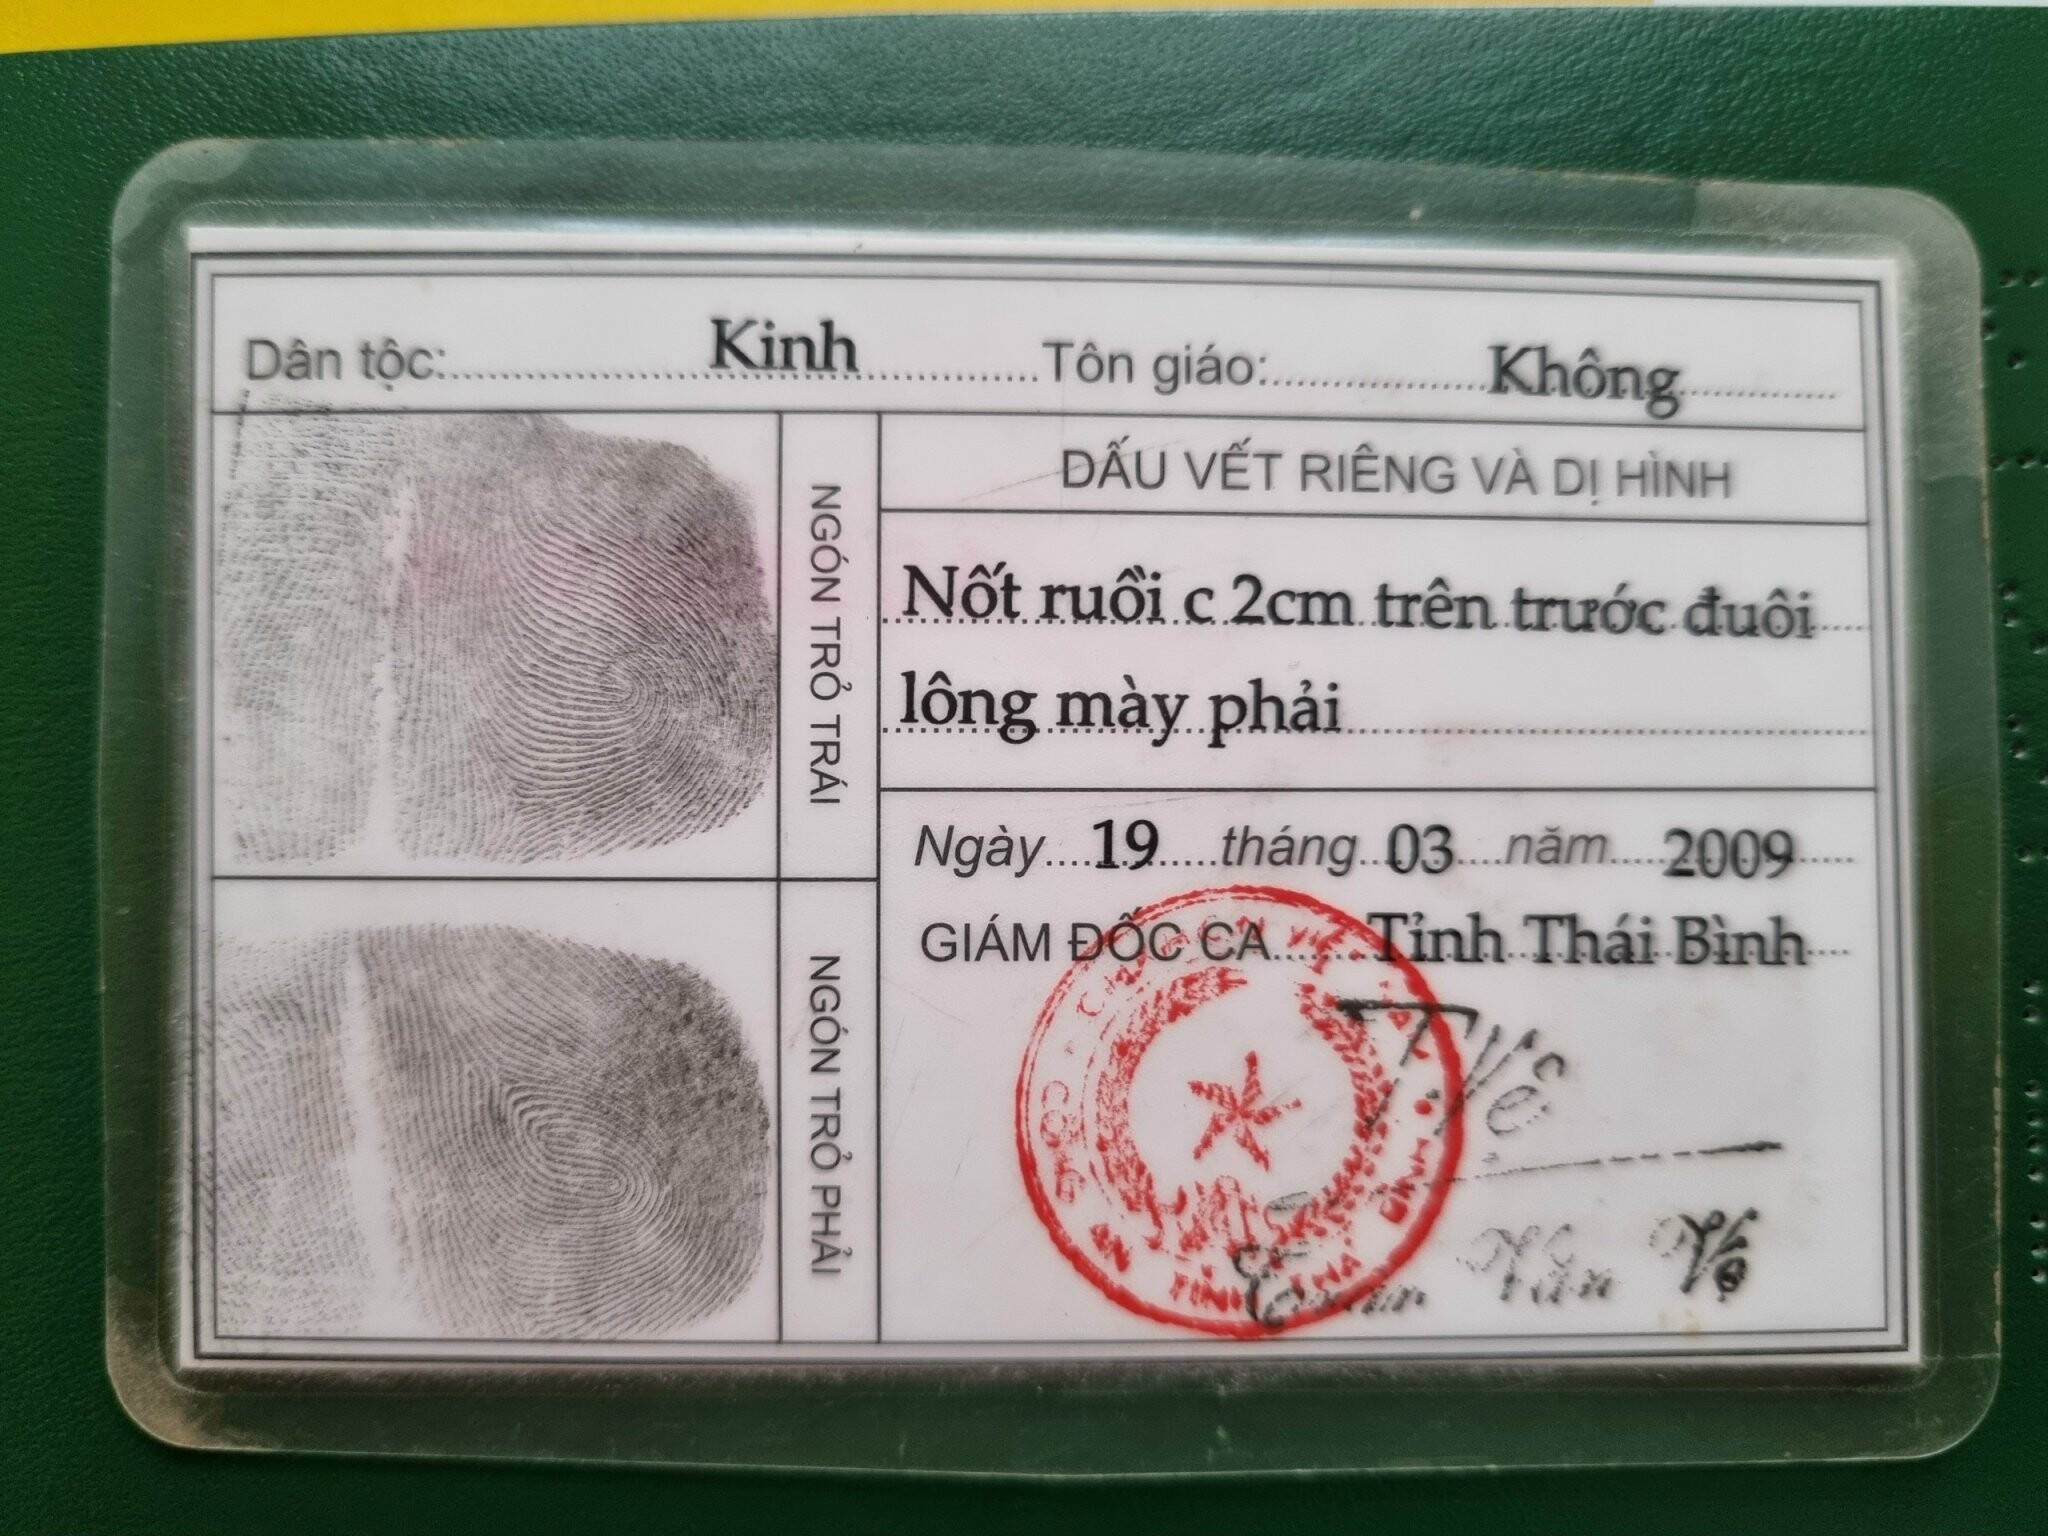 Dân tộc: Kinh Tôn giáo: Không
NGÓN TRỎ TRÁI
DẤU VẾT RIÊNG VÀ DỊ HÌNH
Nốt ruồi c 2cm trên trước đuôi
lông mày phải
NGÓN TRỎ PHẢI
Ngày 19 tháng 03 năm 2009
GIÁM ĐỐC CA Tỉnh Thái Bình
Văn